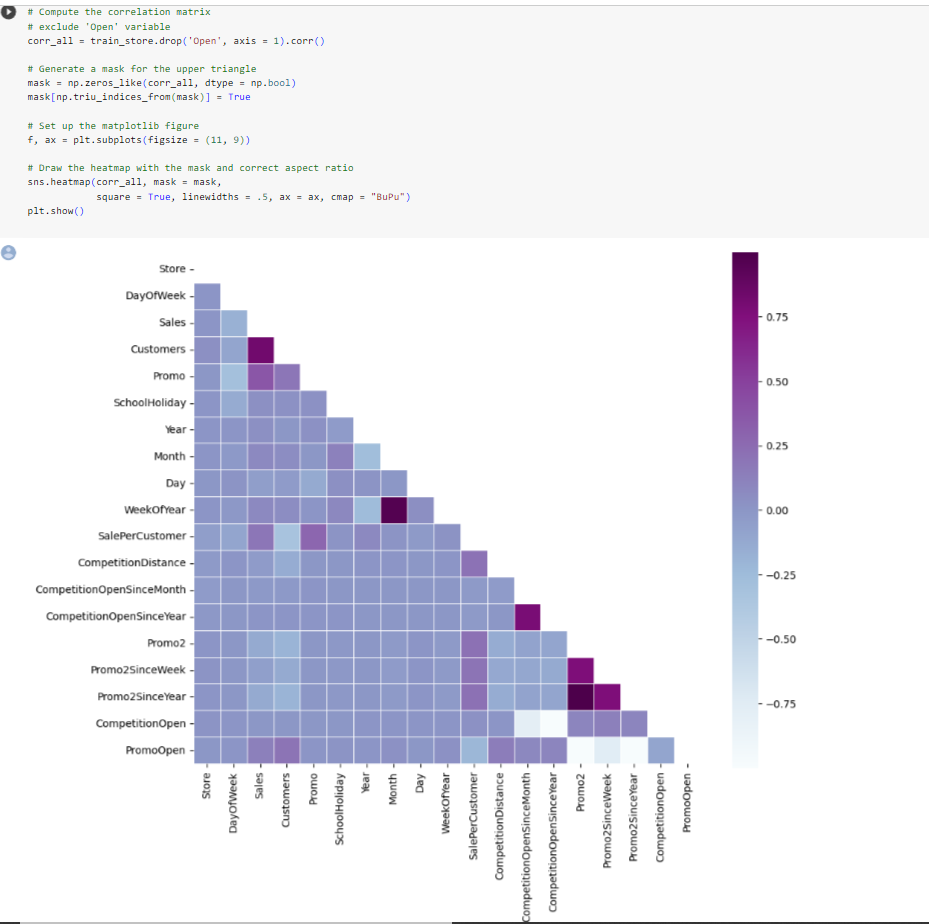 # Compute the correlation matrix
# exclude 'Open' variable
corr_all = train_store.drop('Open', axis = 1).corr()
# Generate a mask for the upper triangle
mask = np.zeros_like(corr_all, dtype = np.bool)
mask[np.triu_indices_from(mask)] = True
# Set up the matplotlib figure
f, ax = plt.subplots(figsize = (11, 9))
# Draw the heatmap with the mask and correct aspect ratio
sns.heatmap(corr_all, mask = mask,
square = True, linewidths = .5, ax = ax, cmap = "BuPu")
plt.show()
Store
DayOfWeek
Sales
Customers
Promo
SchoolHoliday
Year
Month
Day
WeekOfYear
SalePerCustomer
CompetitionDistance
CompetitionOpenSinceMonth
CompetitionOpenSinceYear
Promo2
Promo2SinceWeek
Promo2SinceYear
CompetitionOpen
PromoOpen
Store
DayOfWeek
Sales
Customers
Promo
SchoolHoliday
Year
Month
Day
WeekOfYear
SalePerCustomer
CompetitionDistance
CompetitionOpenSinceMonth
CompetitionOpenSinceYear
Promo2
Promo2SinceWeek
Promo2SinceYear
CompetitionOpen
PromoOpen
0.75
0.50
0.25
0.00
−0.25
−0.50
−0.75